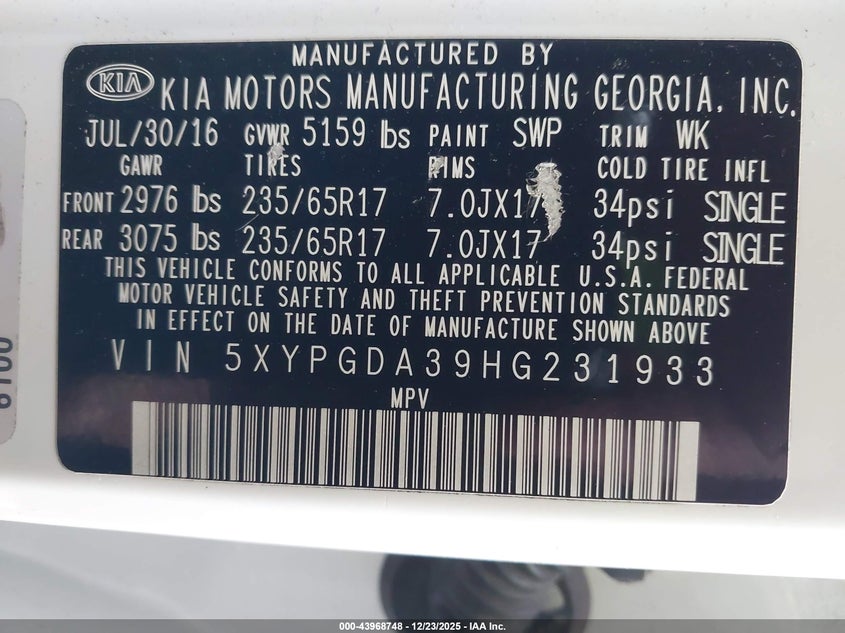 MANUFACTURED BY
KIA KIA MOTORS MANUFACTURING GEORGIA, INC.
JUL/30/16 GVWR 5159 lbs PAINT SWP TRIM WK
GAWR TIRES RIMS COLD TIRE INFL
FRONT 2976 lbs 235/65R17 7.0JX17 34psi SINGLE
REAR 3075 lbs 235/65R17 7.0JX17 34psi SINGLE
THIS VEHICLE CONFORMS TO ALL APPLICABLE U.S.A. FEDERAL
MOTOR VEHICLE SAFETY AND THEFT PREVENTION STANDARDS
IN EFFECT ON THE DATE OF MANUFACTURE SHOWN ABOVE
VIN 5XYPGDA39HG231933
MPV
000-43968748 - 12/23/2025 - IAA Inc.